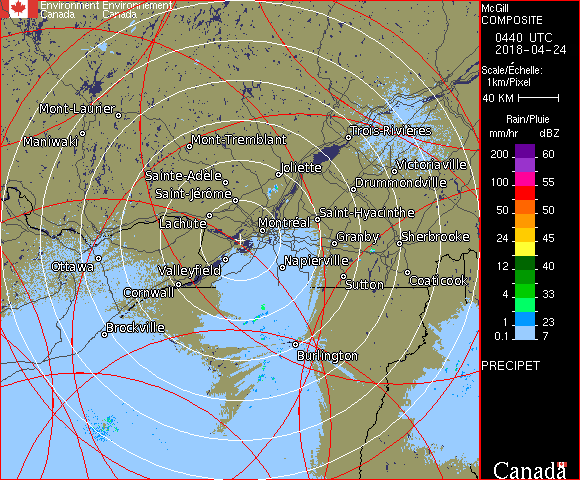 Environment Environnement
Canada Canada
McGill
COMPOSITE
0440 UTC
2018-04-24
Scale/Échelle:
1km/Pixel
40 KM
Rain/Pluie
mm/hr dBZ
200 60
100 55
50 50
24 45
12 40
4 33
1 23
0.1 7
PRECIPET
Mont-Laurier
Maniwaki
Mont-Tremblant
Trois-Rivières
Joliette
Victoriaville
Sainte-Adèle
Drummondville
Saint-Jérôme
Saint-Hyacinthe
Lachute
Montréal
Granby
Sherbrooke
Ottawa
Valleyfield
Napierville
Sutton
Coaticook
Cornwall
Brockville
Burlington
Canada